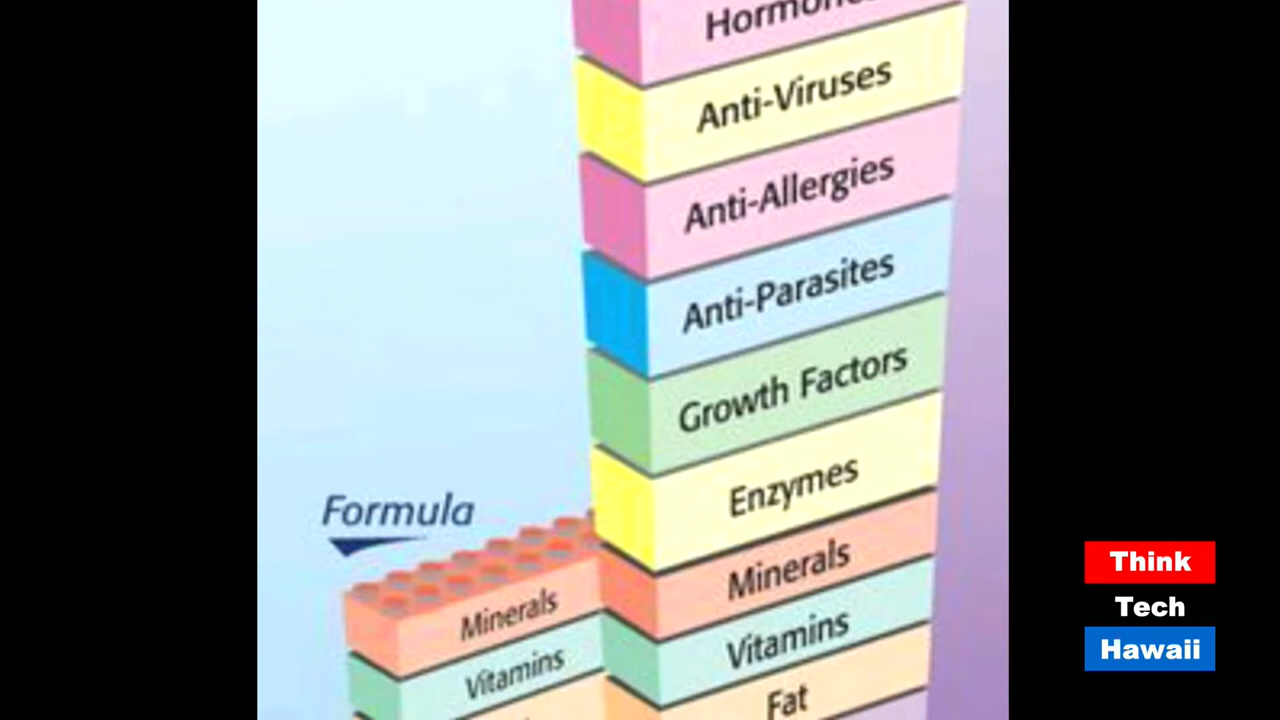 Anti-Viruses
Anti-Allergies
Anti-Parasites
Growth Factors
Enzymes
Minerals
Vitamins
Fat
Formula
Minerals
Vitamins
Think
Tech
Hawaii